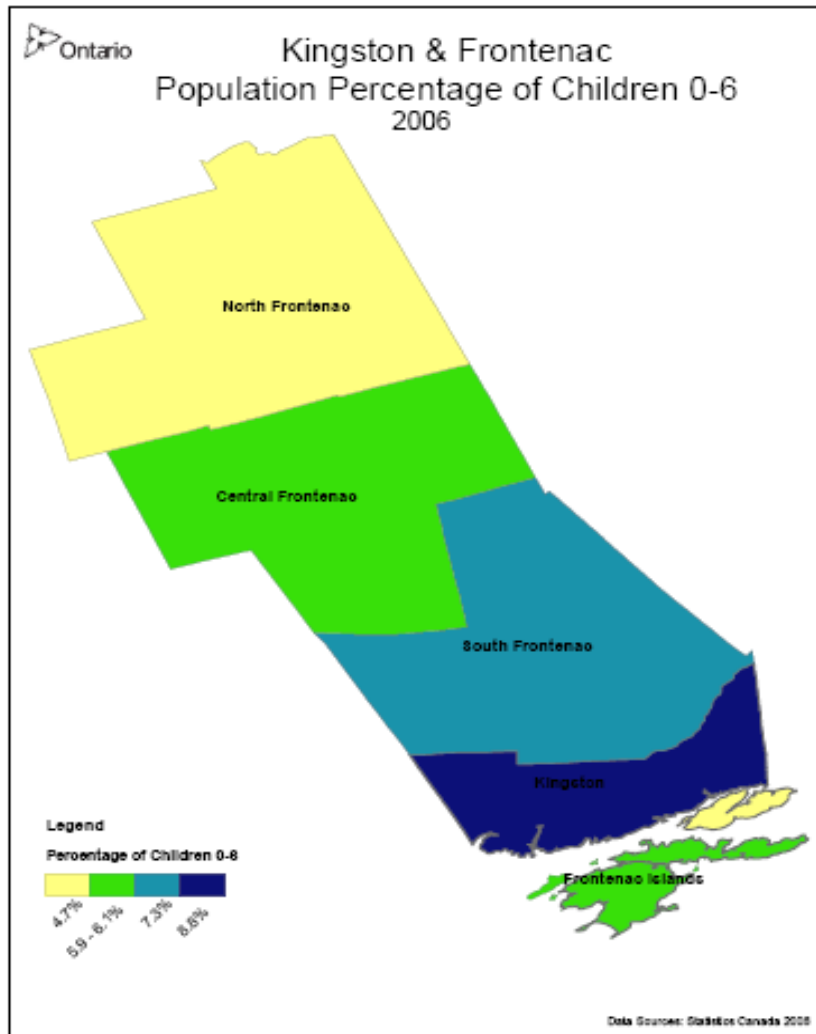 Ontario
Kingston & Frontenac
Population Percentage of Children 0-6
2006
North Frontenac
Central Frontenac
South Frontenac
Kingston
Frontenac Islands
Legend
Percentage of Children 0-6
4.7%
5.9 - 6.1%
7.3%
Data Sources: Statistics Canada 2006